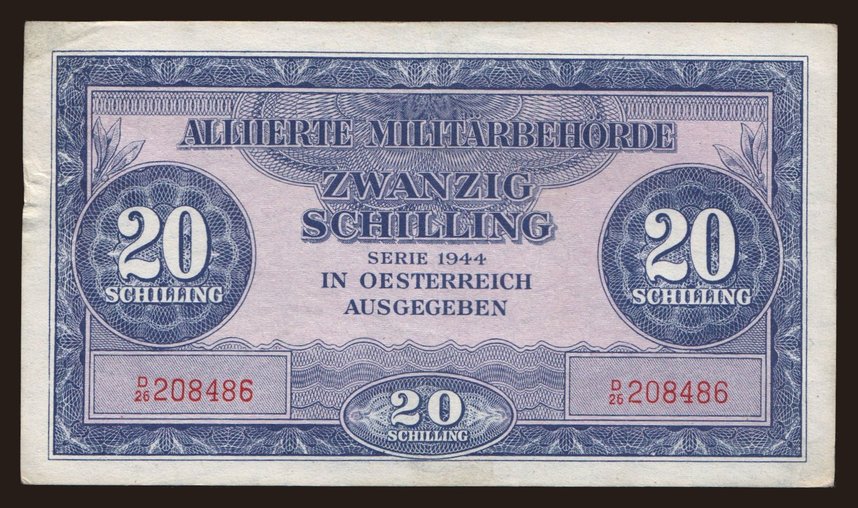 ALLIIERTE MILITÄRBEHÖRDE
ZWANZIG
SCHILLING
SERIE 1944
IN OESTERREICH
AUSGEGEBEN
20
SCHILLING
20
SCHILLING
D/26 208486
D/26 208486
20
SCHILLING